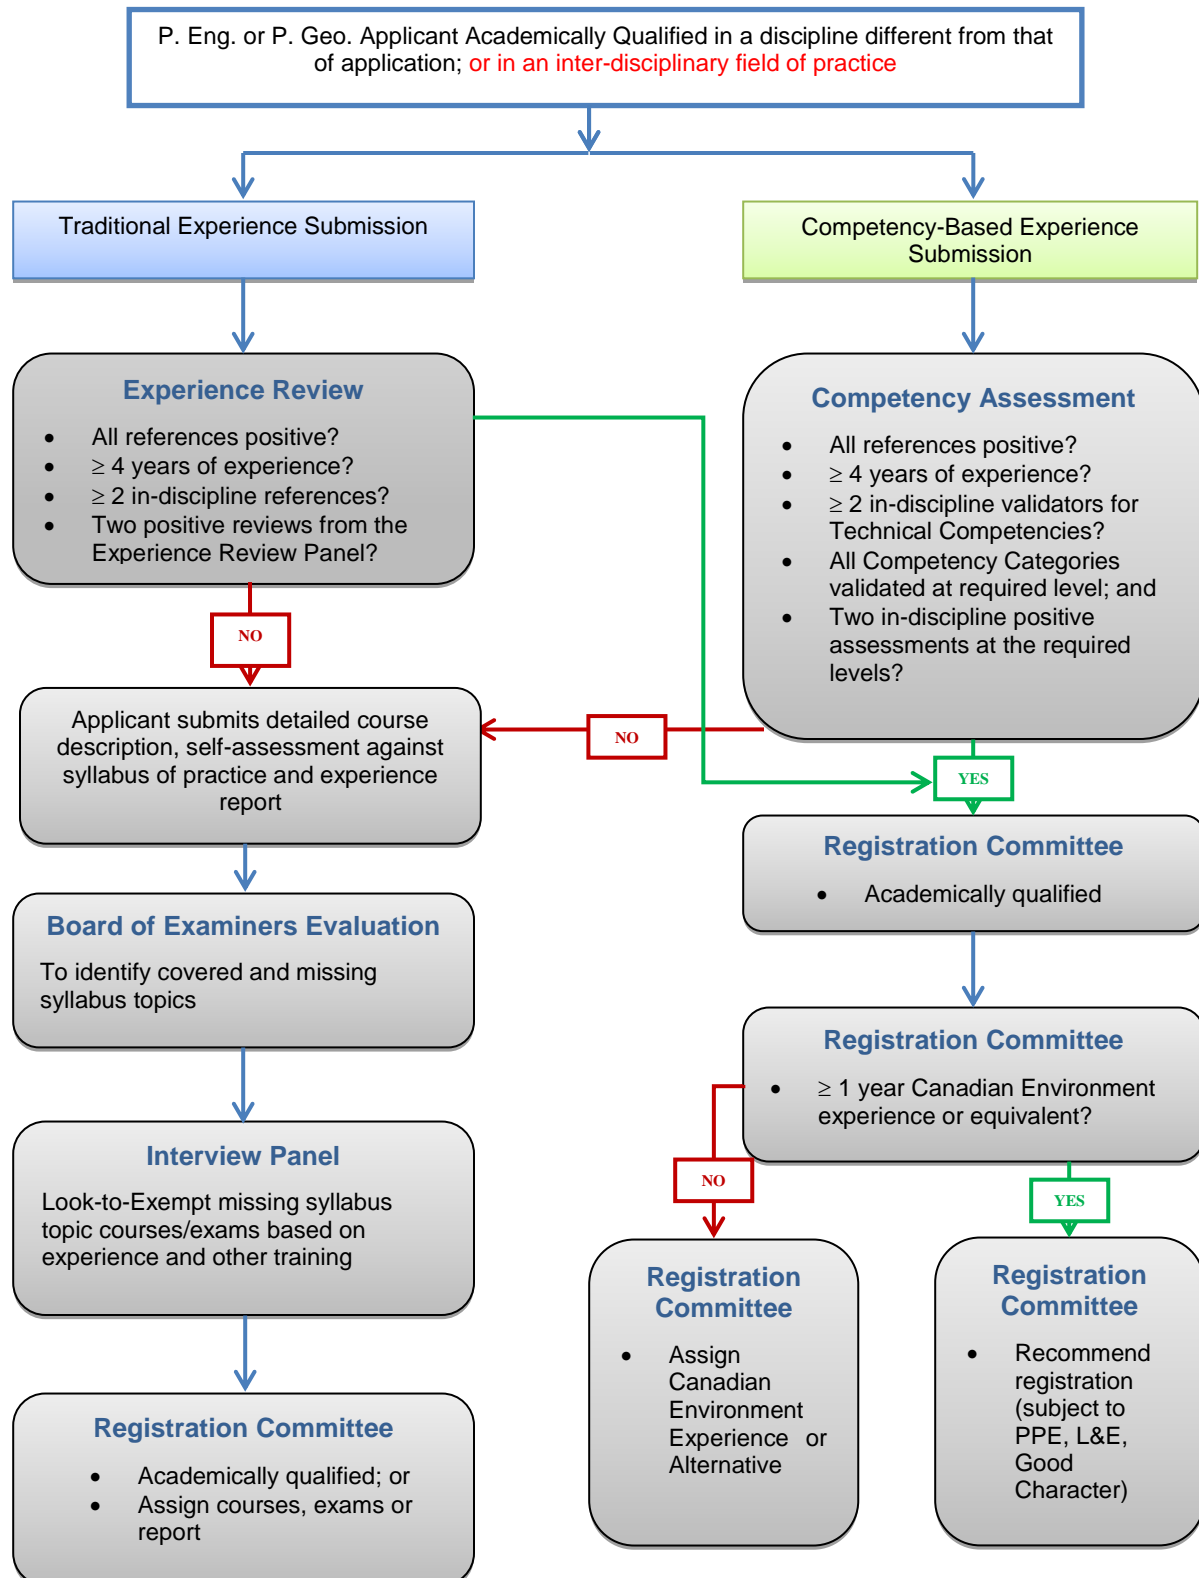 P. Eng. or P. Geo. Applicant Academically Qualified in a discipline different from that
of application; or in an inter-disciplinary field of practice
Traditional Experience Submission
Competency-Based Experience
Submission
Experience Review
• All references positive?
• ≥ 4 years of experience?
• ≥ 2 in-discipline references?
• Two positive reviews from the
Experience Review Panel?
Competency Assessment
• All references positive?
• ≥ 4 years of experience?
• ≥ 2 in-discipline validators for
Technical Competencies?
• All Competency Categories
validated at required level; and
• Two in-discipline positive
assessments at the required
levels?
NO
Applicant submits detailed course
description, self-assessment against
syllabus of practice and experience
report
NO
YES
Registration Committee
• Academically qualified
Board of Examiners Evaluation
To identify covered and missing
syllabus topics
Registration Committee
• ≥ 1 year Canadian Environment
experience or equivalent?
Interview Panel
Look-to-Exempt missing syllabus
topic courses/exams based on
experience and other training
NO
YES
Registration
Committee
• Assign
Canadian
Environment
Experience or
Alternative
Registration
Committee
• Recommend
registration
(subject to
PPE, L&E,
Good
Character)
Registration Committee
• Academically qualified; or
• Assign courses, exams or
report